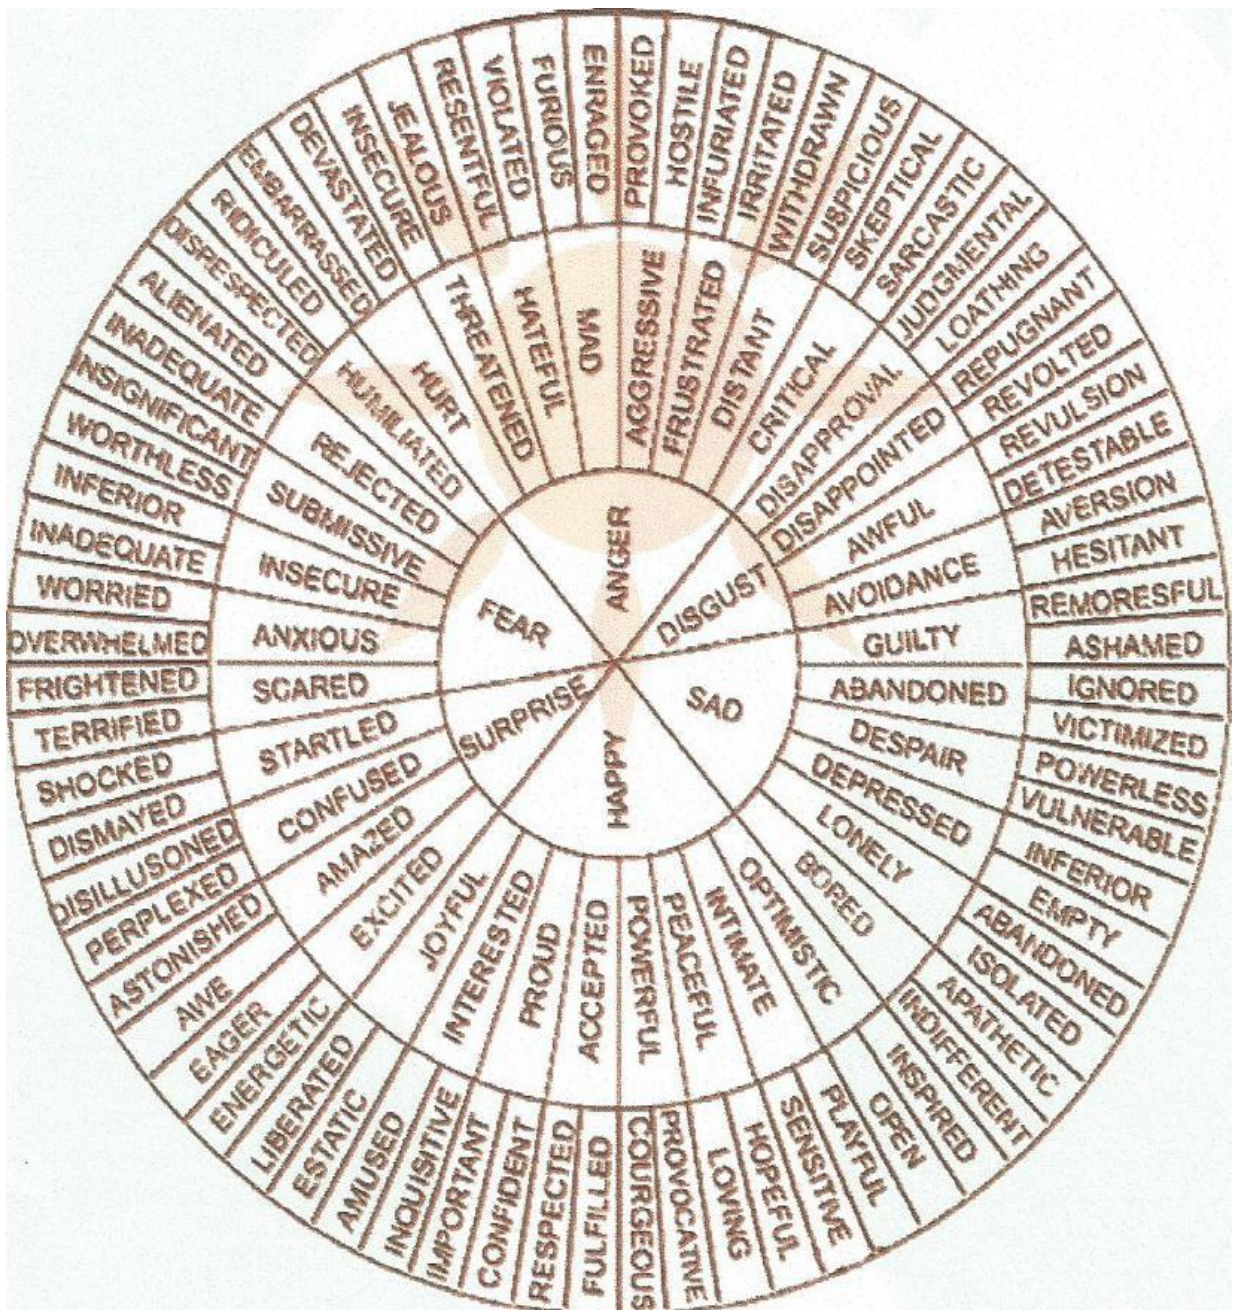 ANGER
DISGUST
SAD
HAPPY
SURPRISE
FEAR
THREATENED
HATEFUL
MAD
AGGRESSIVE
FRUSTRATED
DISTANT
CRITICAL
DISAPPROVAL
DISAPPOINTED
AWFUL
AVOIDANCE
GUILTY
ABANDONED
DESPAIR
DEPRESSED
LONELY
BORED
OPTIMISTIC
INTIMATE
PEACEFUL
POWERFUL
ACCEPTED
PROUD
INTERESTED
JOYFUL
EXCITED
AMAZED
CONFUSED
STARTLED
SCARED
ANXIOUS
INSECURE
SUBMISSIVE
REJECTED
HUMILIATED
HURT
JEALOUS
RESENTFUL
VIOLATED
FURIOUS
ENRAGED
PROVOKED
HOSTILE
INFURIATED
IRRITATED
WITHDRAWN
SUSPICIOUS
SKEPTICAL
SARCASTIC
JUDGMENTAL
LOATHING
REPUGNANT
REVOLTED
REVULSION
DETESTABLE
AVERSION
HESITANT
REMORESFUL
ASHAMED
IGNORED
VICTIMIZED
POWERLESS
VULNERABLE
INFERIOR
EMPTY
ABANDONED
ISOLATED
APATHETIC
INDIFFERENT
INSPIRED
OPEN
PLAYFUL
SENSITIVE
HOPEFUL
LOVING
PROVOCATIVE
COURGEOUS
FULFILLED
RESPECTED
CONFIDENT
IMPORTANT
INQUISITIVE
AMUSED
ESTATIC
LIBERATED
ENERGETIC
EAGER
AWE
ASTONISHED
PERPLEXED
DISILLUSONED
DISMAYED
SHOCKED
TERRIFIED
FRIGHTENED
OVERWHELMED
WORRIED
INADEQUATE
INFERIOR
WORTHLESS
INSIGNIFICANT
INADEQUATE
ALIENATED
DISRESPECTED
RIDICULED
EMBARRASSED
DEVASTATED
INSECURE